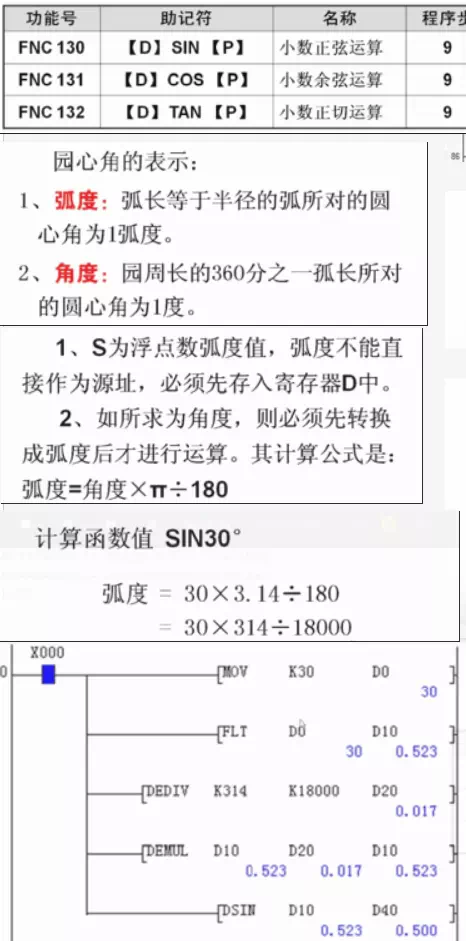 功能号 助记符 名称 程序步
FNC 130 【D】SIN【P】 小数正弦运算 9
FNC 131 【D】COS【P】 小数余弦运算 9
FNC 132 【D】TAN【P】 小数正切运算 9
园心角的表示：
86
1、弧度：弧长等于半径的弧所对的圆
心角为1弧度。
2、角度：园周长的360分之一孤长所对
的圆心角为1度。
1、S为浮点数弧度值，弧度不能直
接作为源址，必须先存入寄存器D中。
2、如所求为角度，则必须先转换
成弧度后才进行运算。其计算公式是：
弧度=角度×π÷180
计算函数值 SIN30°
弧度 = 30×3.14÷180
= 30×314÷18000
X000
0 [MOV K30 D0 ]
30
[FLT D0 D10 ]
30 0.523
[DEDIV K314 K18000 D20 ]
0.017
[DEMUL D10 D20 D10 ]
0.523 0.017 0.523
[DSIN D10 D40 ]
0.523 0.500